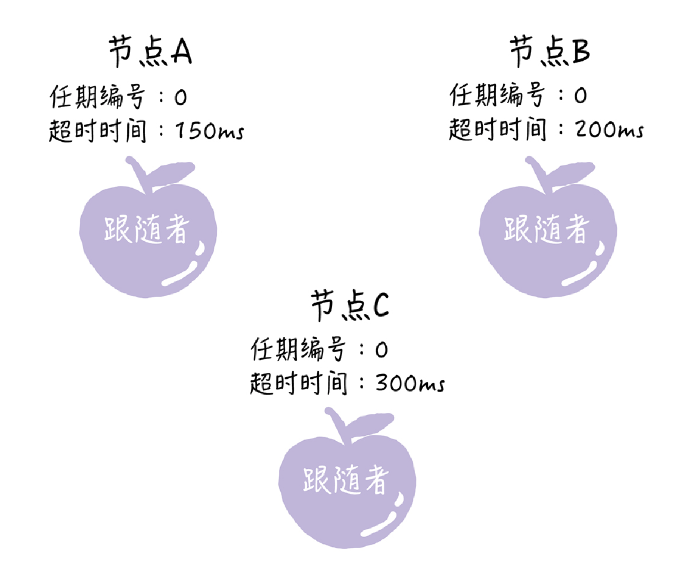 节点A
任期编号：0
超时时间：150ms
跟随者
节点B
任期编号：0
超时时间：200ms
跟随者
节点C
任期编号：0
超时时间：300ms
跟随者